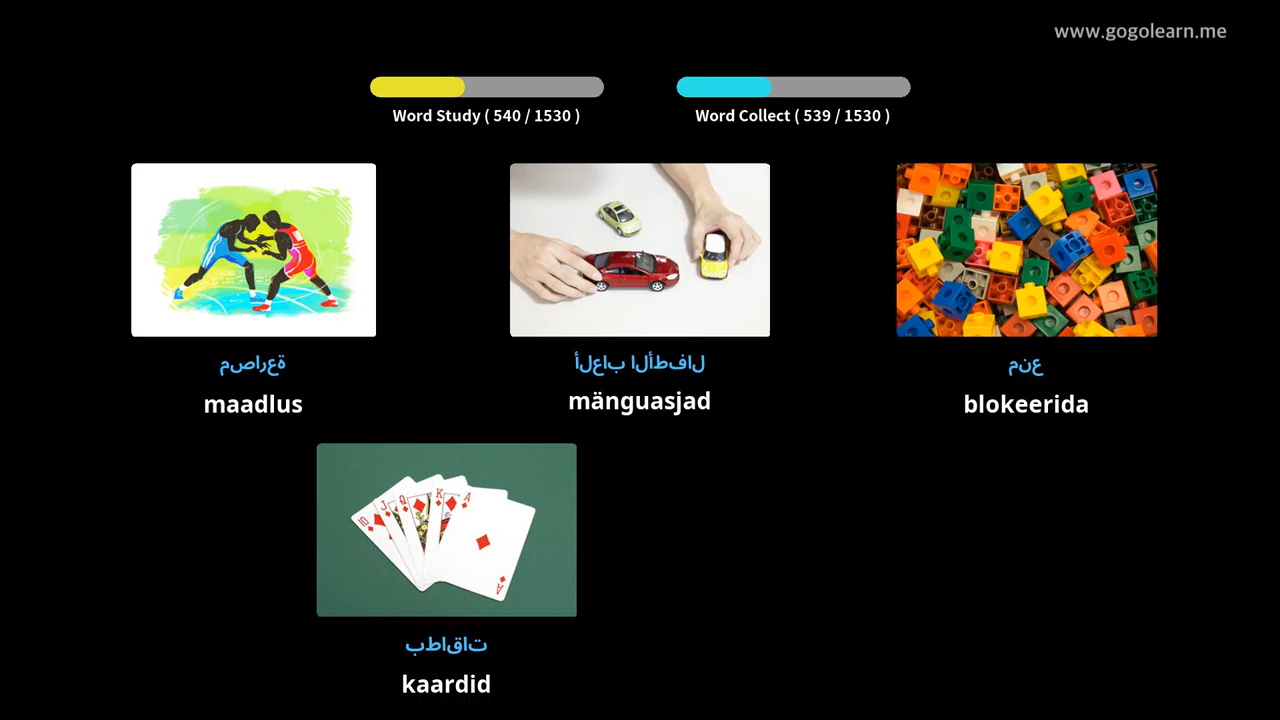 www.gogolearn.me
Word Study ( 540 / 1530 )
Word Collect ( 539 / 1530 )
مصارعة
ألعاب الأطفال
منع
maadlus
mänguasjad
blokeerida
10 J Q K A
A
بطاقات
kaardid